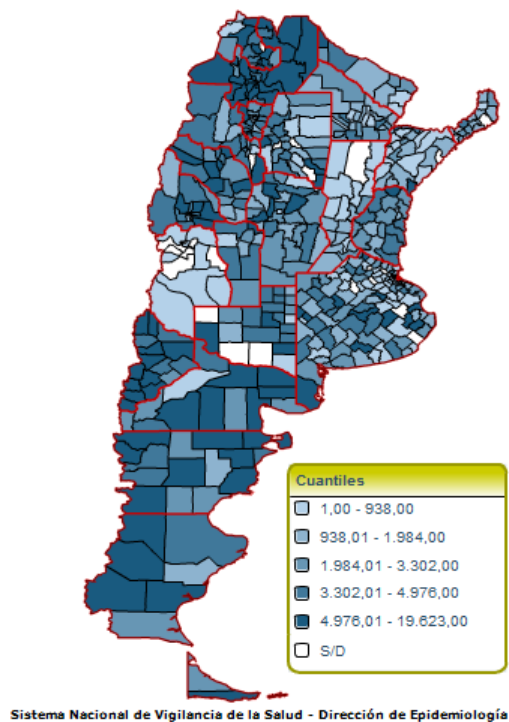 Cuantiles
1,00 - 938,00
938,01 - 1.984,00
1.984,01 - 3.302,00
3.302,01 - 4.976,00
4.976,01 - 19.623,00
S/D
Sistema Nacional de Vigilancia de la Salud - Dirección de Epidemiología